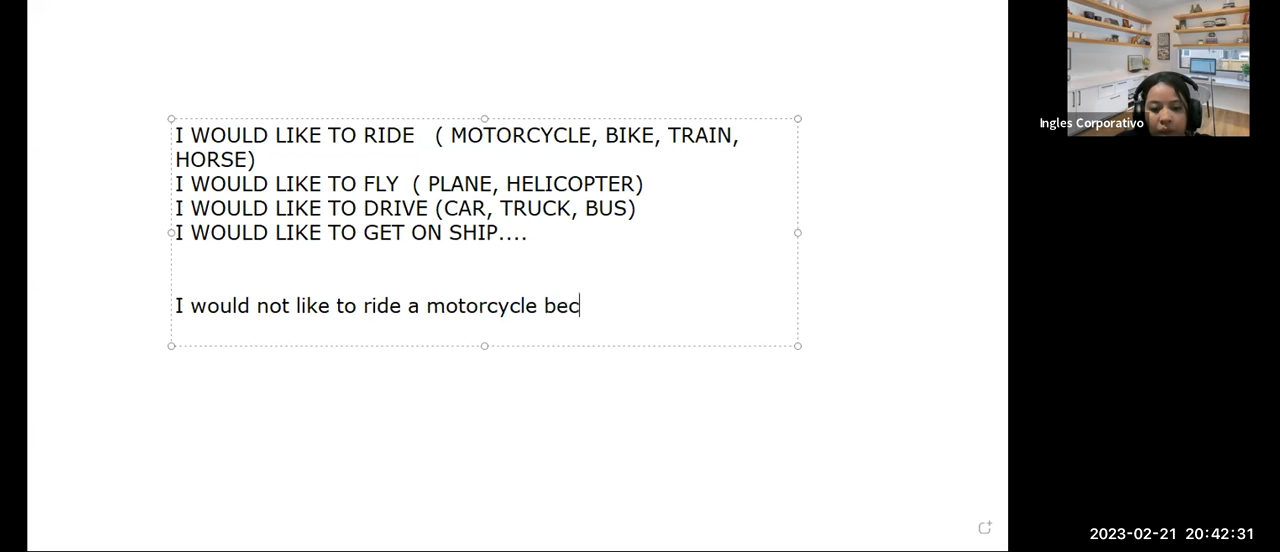 I WOULD LIKE TO RIDE ( MOTORCYCLE, BIKE, TRAIN,
HORSE)
I WOULD LIKE TO FLY ( PLANE, HELICOPTER)
I WOULD LIKE TO DRIVE (CAR, TRUCK, BUS)
I WOULD LIKE TO GET ON SHIP....
I would not like to ride a motorcycle bec
Ingles Corporativo
2023-02-21 20:42:31